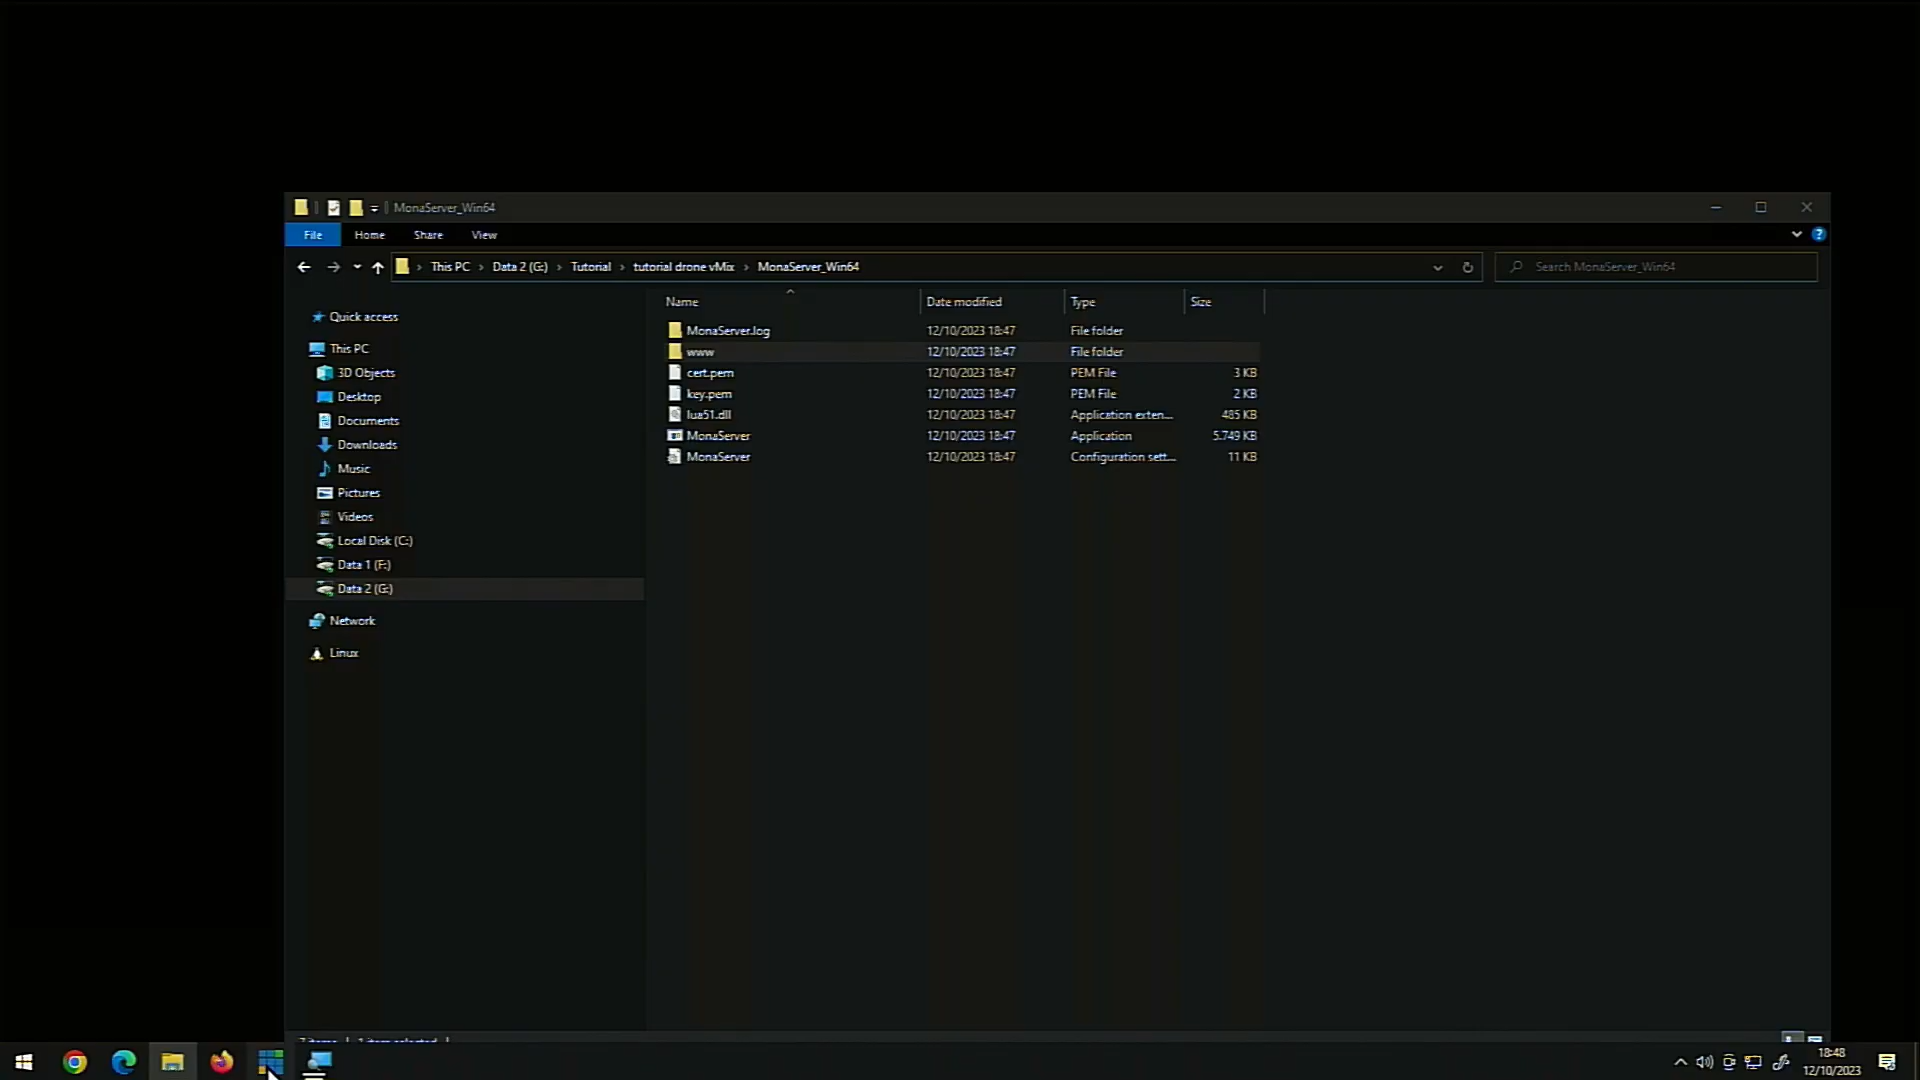 MonaServer_Win64
File Home Share View
This PC Data 2 (G:) Tutorial tutorial drone vMix MonaServer_Win64 Search MonaServer_Win64
Name Date modified Type Size
Quick access
This PC
3D Objects
Desktop
Documents
Downloads
Music
Pictures
Videos
Local Disk (C:)
Data 1 (F:)
Data 2 (G:)
Network
Linux
MonaServer.log 12/10/2023 18:47 File folder
www 12/10/2023 18:47 File folder
cert.pem 12/10/2023 18:47 PEM File 3 KB
key.pem 12/10/2023 18:47 PEM File 2 KB
lua51.dll 12/10/2023 18:47 Application exten... 485 KB
MonaServer 12/10/2023 18:47 Application 5.749 KB
MonaServer 12/10/2023 18:47 Configuration sett... 11 KB
7 items 1 item selected
18:48
12/10/2023